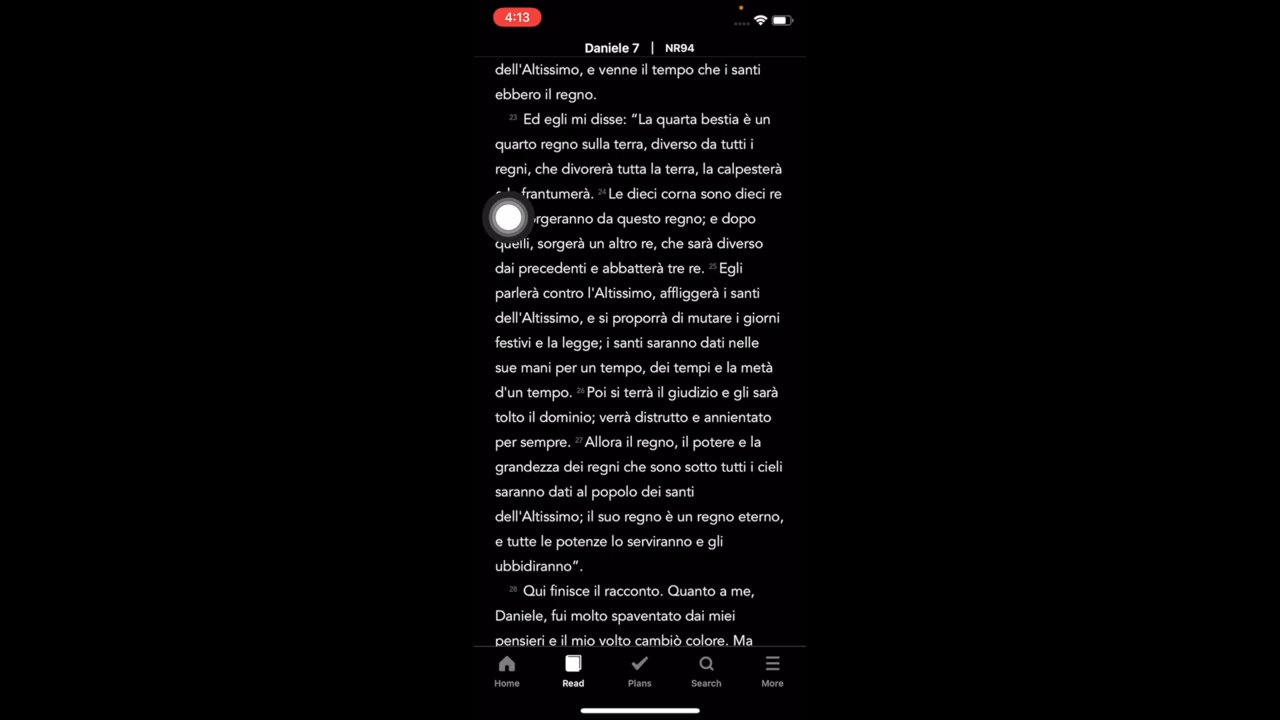 4:13
Daniele 7 | NR94
dell'Altissimo, e venne il tempo che i santi
ebbero il regno.
23 Ed egli mi disse: “La quarta bestia è un
quarto regno sulla terra, diverso da tutti i
regni, che divorerà tutta la terra, la calpesterà
frantumerà. 24 Le dieci corna sono dieci re
da questo regno; e dopo
quelli, sorgerà un altro re, che sarà diverso
dai precedenti e abbatterà tre re. 25 Egli
parlerà contro l'Altissimo, affliggerà i santi
dell'Altissimo, e si proporrà di mutare i giorni
festivi e la legge; i santi saranno dati nelle
sue mani per un tempo, dei tempi e la metà
d'un tempo. 26 Poi si terrà il giudizio e gli sarà
tolto il dominio; verrà distrutto e annientato
per sempre. 27 Allora il regno, il potere e la
grandezza dei regni che sono sotto tutti i cieli
saranno dati al popolo dei santi
dell'Altissimo; il suo regno è un regno eterno,
e tutte le potenze lo serviranno e gli
ubbidiranno”.
28 Qui finisce il racconto. Quanto a me,
Daniele, fui molto spaventato dai miei
pensieri e il mio volto cambiò colore. Ma
Home Read Plans Search More